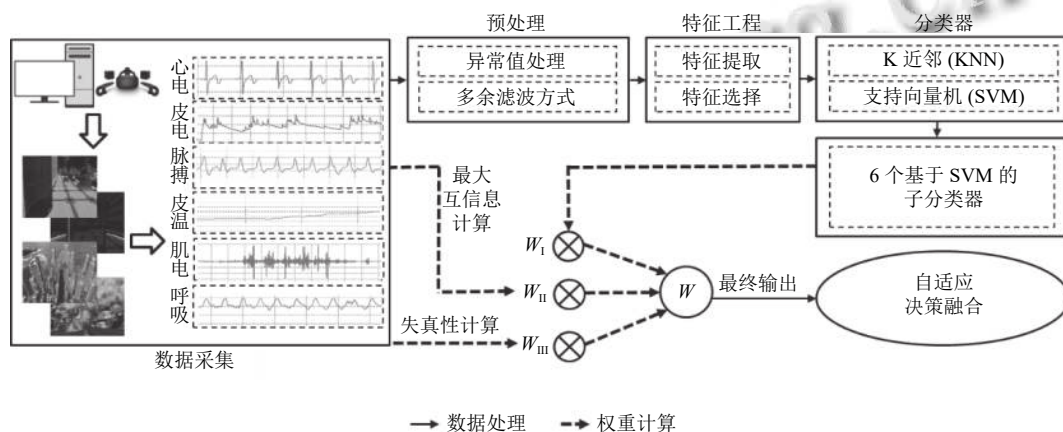 预处理
特征工程
分类器
心电
皮电
脉搏
皮温
肌电
呼吸
数据采集
异常值处理
多余滤波方式
特征提取
特征选择
K 近邻 (KNN)
支持向量机 (SVM)
6 个基于 SVM 的
子分类器
最大
互信息
计算
失真性计算
W_I
W_II
W_III
W
最终输出
自适应
决策融合
数据处理
权重计算